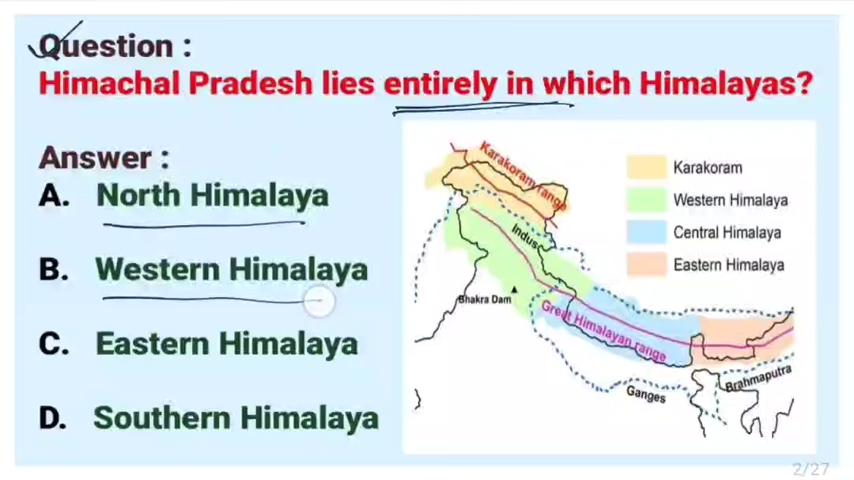 Question :
Himachal Pradesh lies entirely in which Himalayas?
Answer :
A. North Himalaya
B. Western Himalaya
C. Eastern Himalaya
D. Southern Himalaya
Karakoram range
Indus
Bhakra Dam
Great Himalayan range
Ganges
Brahmaputra
Karakoram
Western Himalaya
Central Himalaya
Eastern Himalaya
2/27